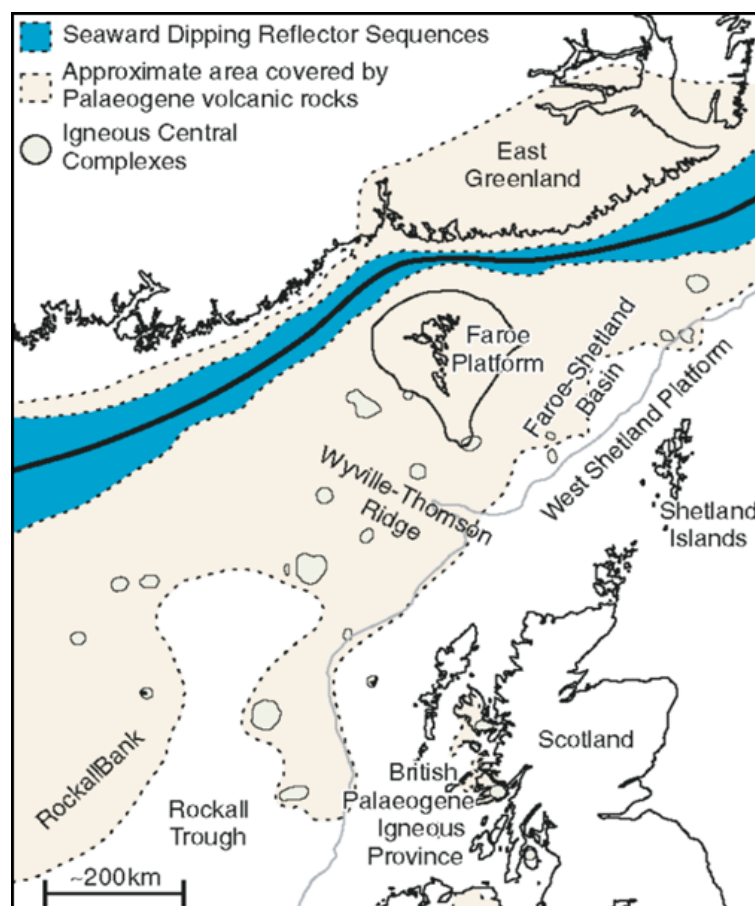 Seaward Dipping Reflector Sequences
Approximate area covered by
Palaeogene volcanic rocks
Igneous Central
Complexes
East
Greenland
Faroe
Platform
Faroe-Shetland
Basin
West Shetland Platform
Wyville-Thomson
Ridge
Shetland
Islands
Scotland
RockallBank
Rockall
Trough
British
Palaeogene
Igneous
Province
~200km